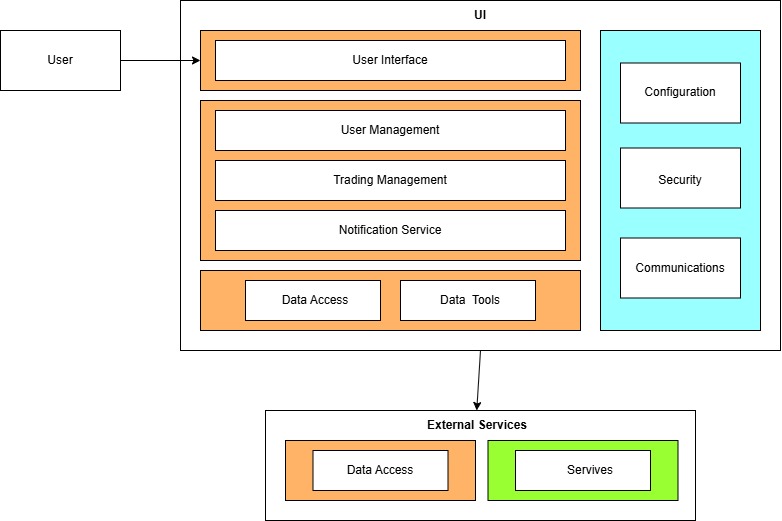 UI
User
User Interface
Configuration
User Management
Trading Management
Security
Notification Service
Communications
Data Access
Data  Tools
External Services
Data Access
Servives